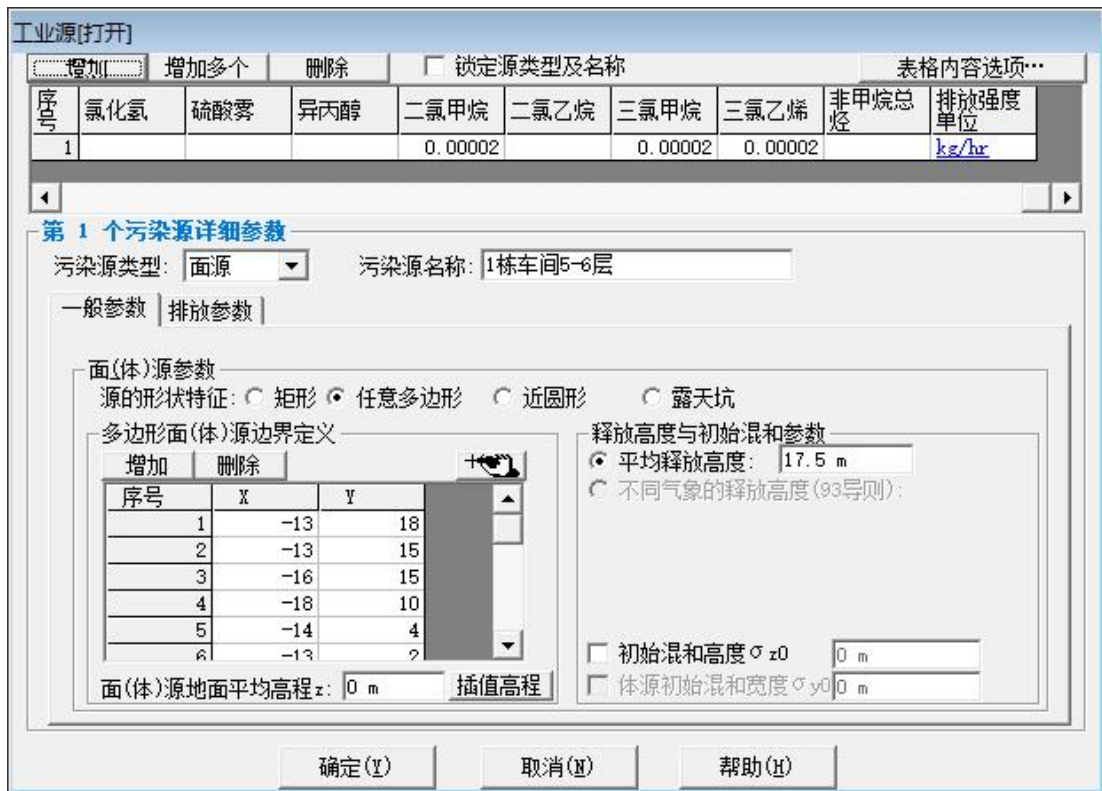 工业源[打开]
增加 增加多个 删除 锁定源类型及名称 表格内容选项…
序号 氯化氢 硫酸雾 异丙醇 二氯甲烷 二氯乙烷 三氯甲烷 三氯乙烯 非甲烷总烃 排放强度单位
1 0.00002 0.00002 0.00002 kg/hr
第 1 个污染源详细参数
污染源类型: 面源 污染源名称: 1栋车间5-6层
一般参数 排放参数
面(体)源参数
源的形状特征: 矩形 任意多边形 近圆形 露天坑
多边形面(体)源边界定义 释放高度与初始混和参数
增加 删除 平均释放高度: 17.5 m
序号 X Y 不同气象的释放高度(93导则):
1 -13 18
2 -13 15
3 -16 15
4 -18 10
5 -14 4
6 -13 2
初始混和高度σz0 0 m
面(体)源地面平均高程z: 0 m 插值高程 体源初始混和宽度σy0 0 m
确定(Y) 取消(N) 帮助(H)